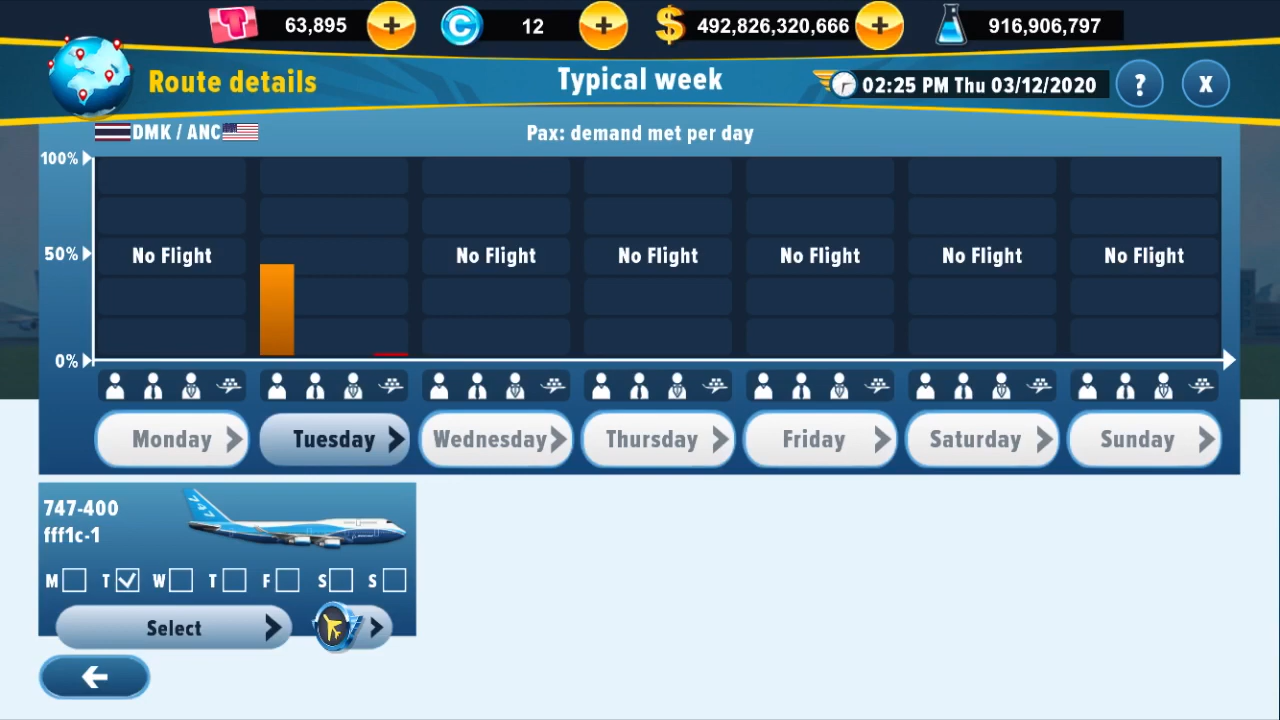 63,895 12 492,826,320,666 916,906,797
Route details Typical week 02:25 PM Thu 03/12/2020 ? X
DMK / ANC Pax: demand met per day
100%
50% No Flight No Flight No Flight No Flight No Flight No Flight
0%
Monday Tuesday Wednesday Thursday Friday Saturday Sunday
747-400
fff1c-1
M T W T F S S
Select